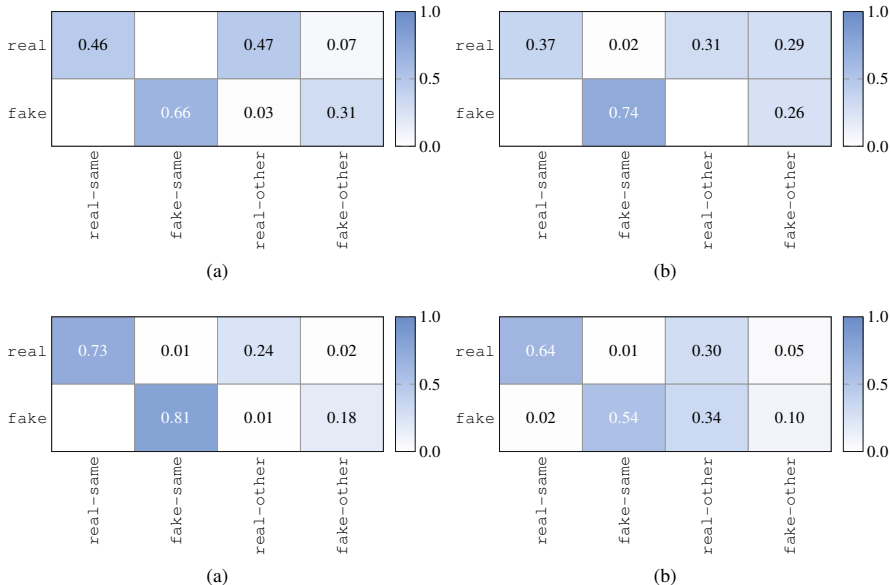 1.0
real 0.46 0.47 0.07
0.5
fake 0.66 0.03 0.31
0.0
real-same fake-same real-other fake-other
(a)
1.0
real 0.37 0.02 0.31 0.29
0.5
fake 0.74 0.26
0.0
real-same fake-same real-other fake-other
(b)
1.0
real 0.73 0.01 0.24 0.02
0.5
fake 0.81 0.01 0.18
0.0
real-same fake-same real-other fake-other
(a)
1.0
real 0.64 0.01 0.30 0.05
0.5
fake 0.02 0.54 0.34 0.10
0.0
real-same fake-same real-other fake-other
(b)